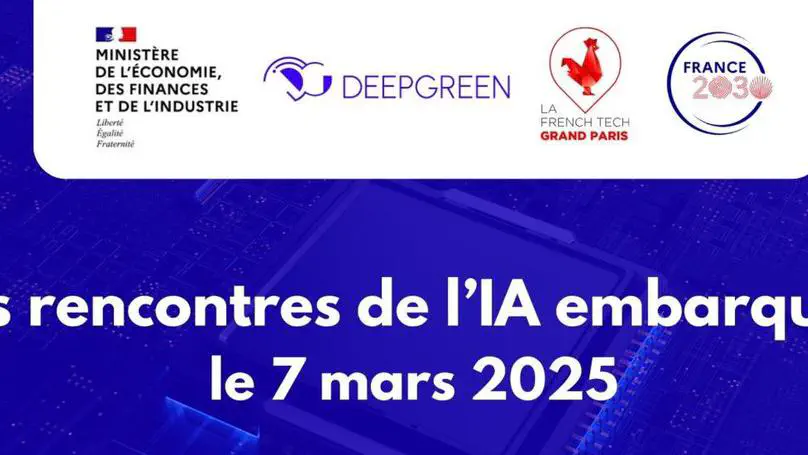 MINISTÈRE
DE L'ÉCONOMIE,
DES FINANCES
ET DE L'INDUSTRIE
Liberté
Égalité
Fraternité
DEEPGREEN
LA
FRENCH TECH
GRAND PARIS
FRANCE
2030
s rencontres de l'IA embarqu
le 7 mars 2025